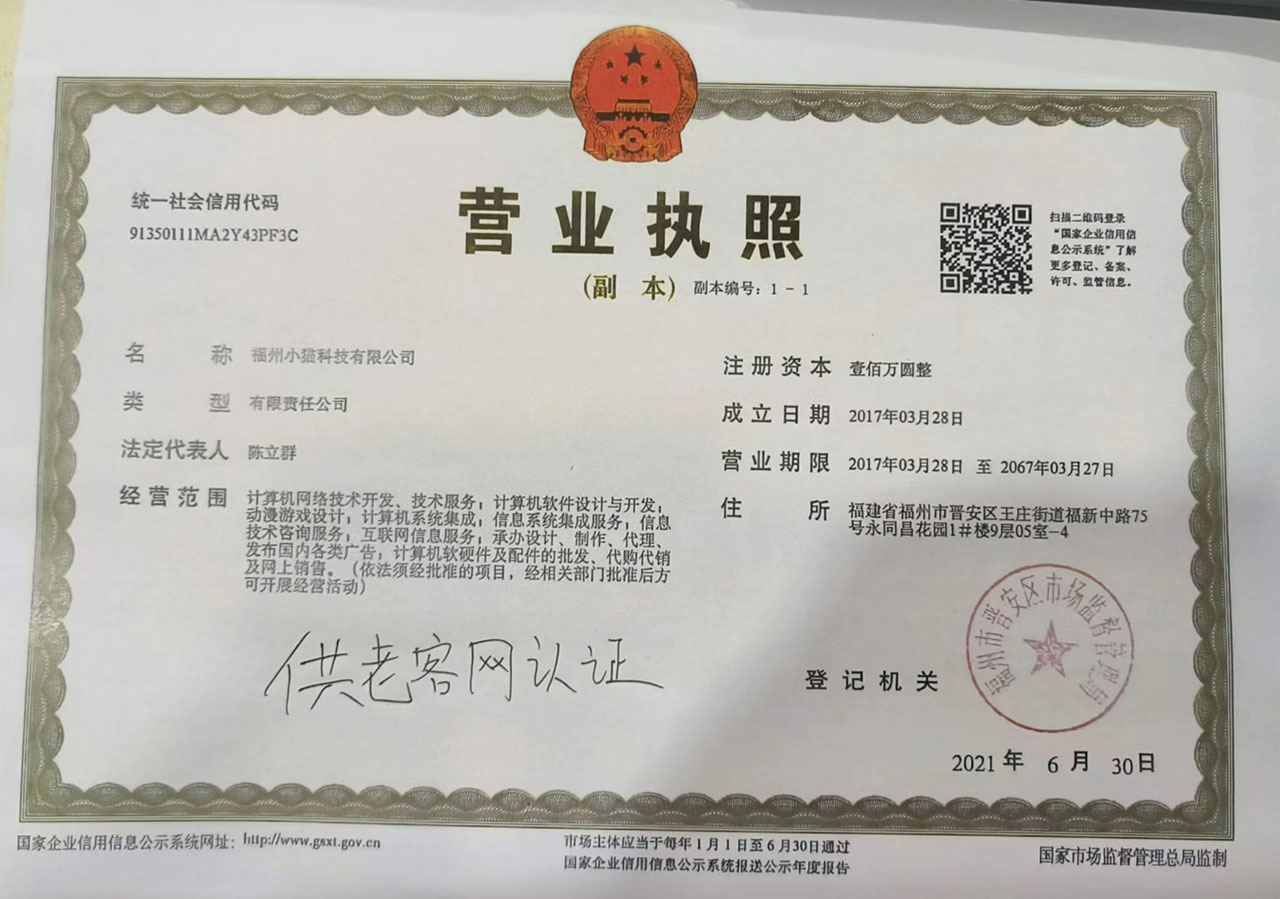 统一社会信用代码
91350111MA2Y43PF3C
营业执照
(副 本) 副本编号：1 - 1
扫描二维码登录
“国家企业信用信
息公示系统”了解
更多登记、备案、
许可、监管信息。
名 称 福州小猫科技有限公司
类 型 有限责任公司
法定代表人 陈立群
经营范围 计算机网络技术开发、技术服务；计算机软件设计与开发；
动漫游戏设计；计算机系统集成；信息系统集成服务；信息
技术咨询服务；互联网信息服务；承办设计、制作、代理、
发布国内各类广告；计算机软硬件及配件的批发、代购代销
及网上销售。（依法须经批准的项目，经相关部门批准后方
可开展经营活动）
注册资本 壹佰万圆整
成立日期 2017年03月28日
营业期限 2017年03月28日 至 2067年03月27日
住 所 福建省福州市晋安区王庄街道福新中路75
号永同昌花园1#楼9层05室-4
供老客网认证
登记机关
福州市晋安区市场监督管理局
2021 年 6 月 30 日
国家企业信用信息公示系统网址：http://www.gsxt.gov.cn
市场主体应当于每年1月1日至6月30日通过
国家企业信用信息公示系统报送公示年度报告
国家市场监督管理总局监制